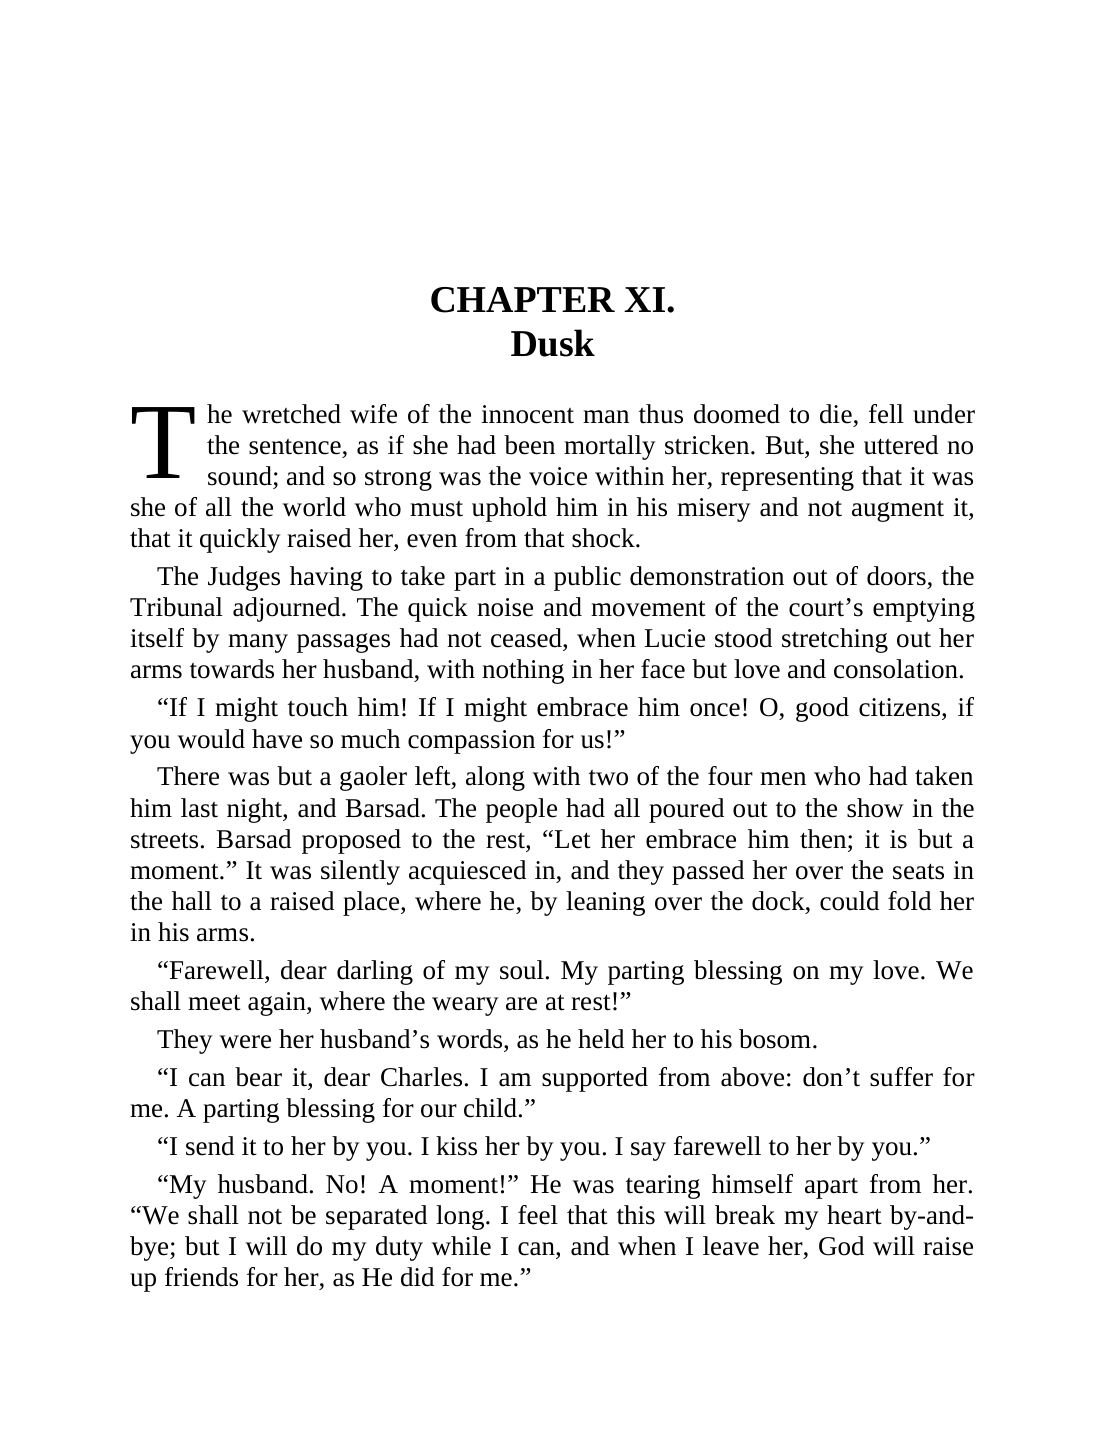 CHAPTER XI.
Dusk
The wretched wife of the innocent man thus doomed to die, fell under
the sentence, as if she had been mortally stricken. But, she uttered no
sound; and so strong was the voice within her, representing that it was
she of all the world who must uphold him in his misery and not augment it,
that it quickly raised her, even from that shock.
The Judges having to take part in a public demonstration out of doors, the
Tribunal adjourned. The quick noise and movement of the court’s emptying
itself by many passages had not ceased, when Lucie stood stretching out her
arms towards her husband, with nothing in her face but love and consolation.
“If I might touch him! If I might embrace him once! O, good citizens, if
you would have so much compassion for us!”
There was but a gaoler left, along with two of the four men who had taken
him last night, and Barsad. The people had all poured out to the show in the
streets. Barsad proposed to the rest, “Let her embrace him then; it is but a
moment.” It was silently acquiesced in, and they passed her over the seats in
the hall to a raised place, where he, by leaning over the dock, could fold her
in his arms.
“Farewell, dear darling of my soul. My parting blessing on my love. We
shall meet again, where the weary are at rest!”
They were her husband’s words, as he held her to his bosom.
“I can bear it, dear Charles. I am supported from above: don’t suffer for
me. A parting blessing for our child.”
“I send it to her by you. I kiss her by you. I say farewell to her by you.”
“My husband. No! A moment!” He was tearing himself apart from her.
“We shall not be separated long. I feel that this will break my heart by-and-
bye; but I will do my duty while I can, and when I leave her, God will raise
up friends for her, as He did for me.”